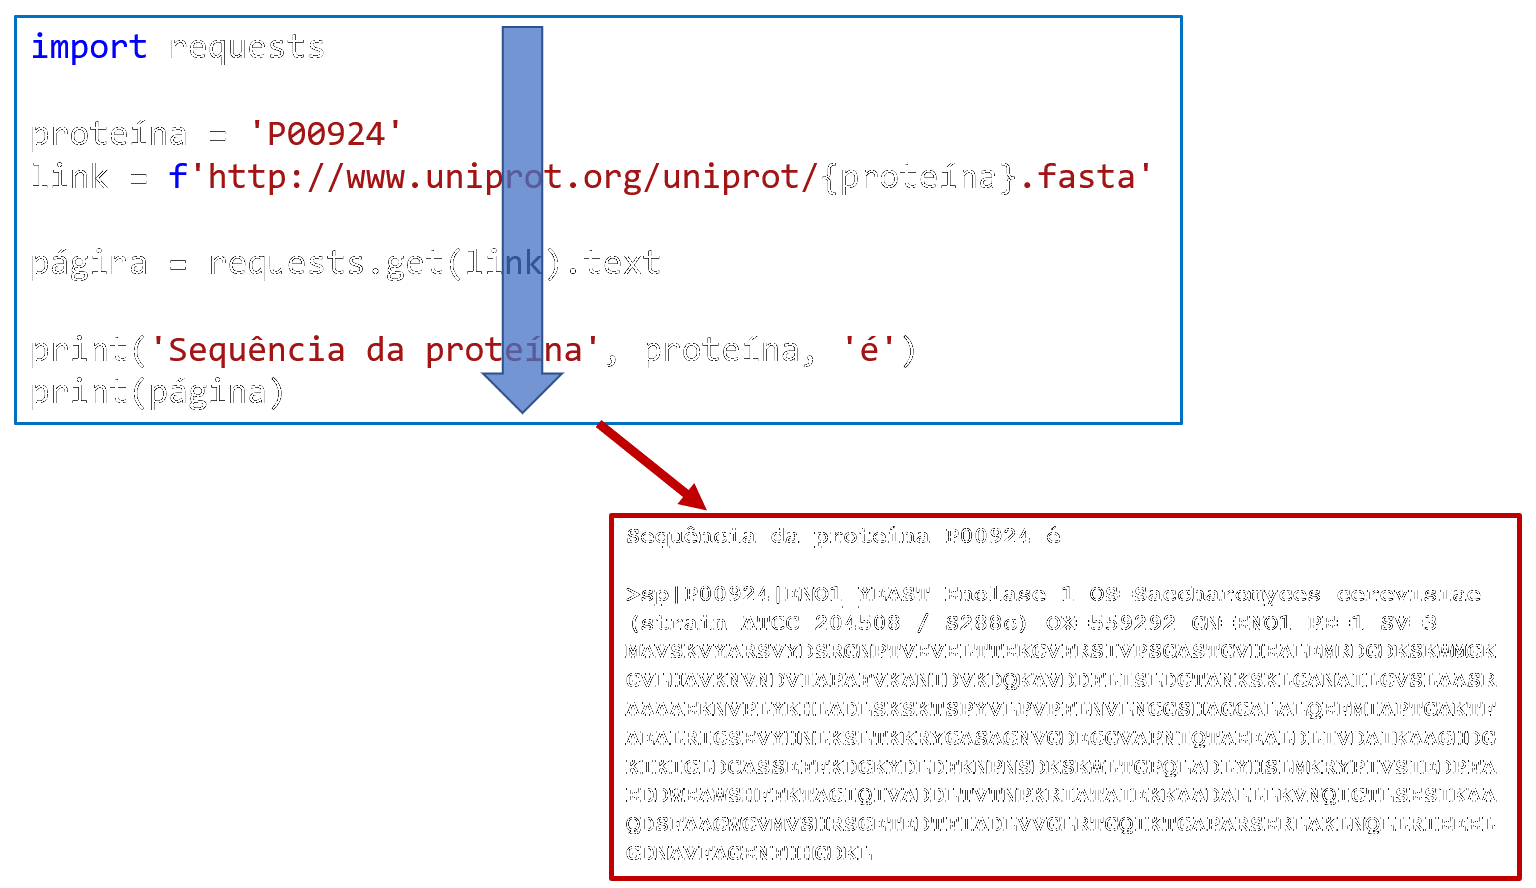 import requests
proteína = 'P00924'
link = f'http://www.uniprot.org/uniprot/{proteína}.fasta'
página = requests.get(link).text
print('Sequência da proteína', proteína, 'é')
print(página)
Sequência da proteína P00924 é
>sp|P00924|ENO1_YEAST Enolase 1 OS=Saccharomyces cerevisiae
(strain ATCC 204508 / S288c) OX=559292 GN=ENO1 PE=1 SV=3
MAVSKVYARSVYDSRGNPTVEVELTTEKGVFRSIVPSGASTGVHEALEMRDGDKSKWMGK
GVLHAVKNVNDVIAPAFVKANIDVKDQKAVDDFLISLDGTANKSKLGANAILGVSLAASR
AAAAEKNVPLYKHLADLSKSKTSPYVLPVPFLNVLNGGSHAGGALALQEFMIAPTGAKTF
AEALRIGSEVYHNLKSLTKKRYGASAGNVGDEGGVAPNIQTAEEALDLIVDAIKAAGHDG
KIKIGLDCASSEFFKDGKYDLDFKNPNSDKSKWLTGPQLADLYHSLMKRYPIVSIEDPFA
EDDWEAWSHFFKTAGIQIVADDLTVTNPKRIATAIEKKAADALLLKVNQIGTLSESIKAA
QDSFAAGWGVMVSHRSGETEDTFIADLVVGLRTGQIKTGAPARSERLAKLNQLLRIEEEL
GDNAVFAGENFHHGDKL